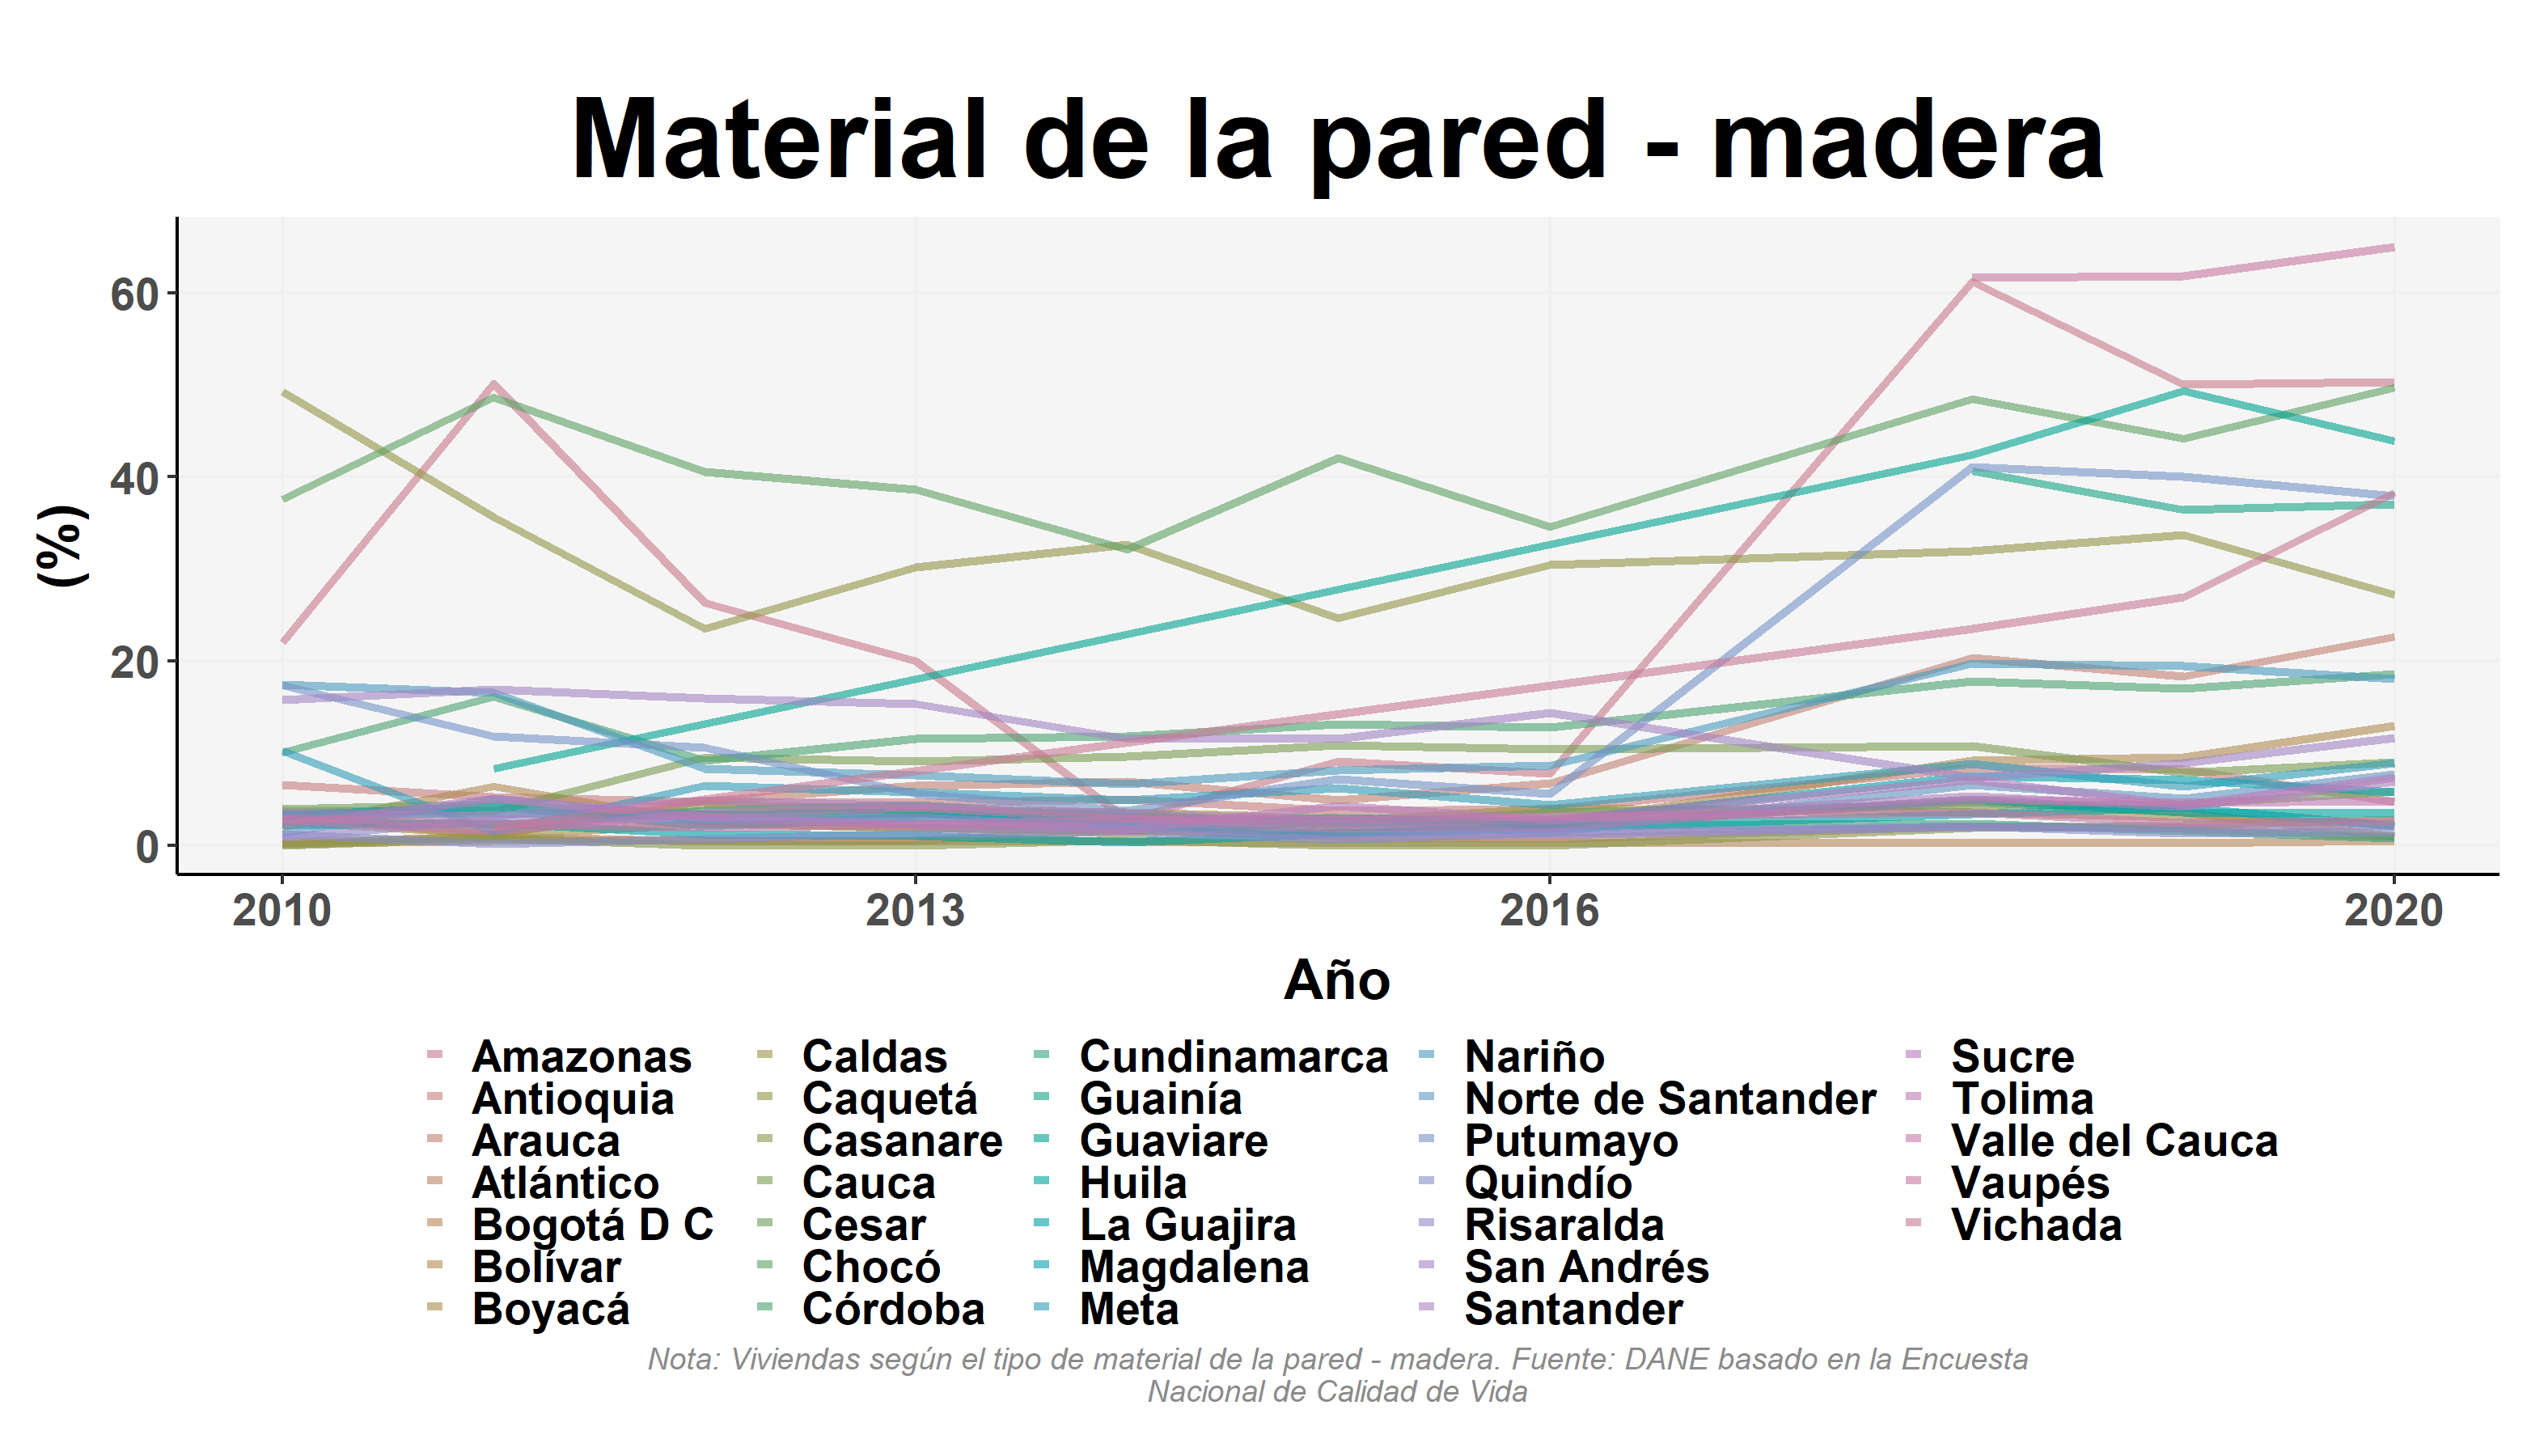 Material de la pared - madera
(%)
60
40
20
0
2010 2013 2016 2020
Año
Amazonas Caldas Cundinamarca Nariño Sucre
Antioquia Caquetá Guainía Norte de Santander Tolima
Arauca Casanare Guaviare Putumayo Valle del Cauca
Atlántico Cauca Huila Quindío Vaupés
Bogotá D C Cesar La Guajira Risaralda Vichada
Bolívar Chocó Magdalena San Andrés
Boyacá Córdoba Meta Santander
Nota: Viviendas según el tipo de material de la pared - madera. Fuente: DANE basado en la Encuesta
Nacional de Calidad de Vida